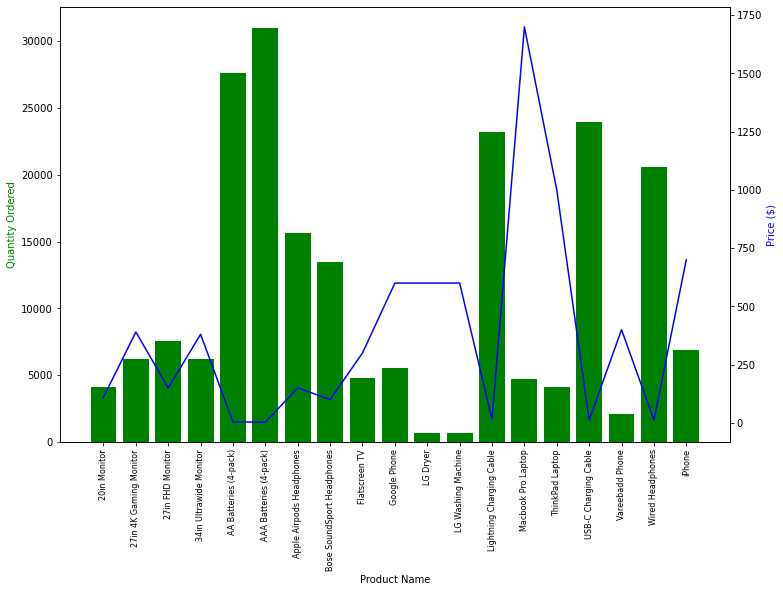 30000
25000
20000
15000
10000
5000
0
Quantity Ordered
1750
1500
1250
1000
750
500
250
0
Price ($)
20in Monitor
27in 4K Gaming Monitor
27in FHD Monitor
34in Ultrawide Monitor
AA Batteries (4-pack)
AAA Batteries (4-pack)
Apple Airpods Headphones
Bose SoundSport Headphones
Flatscreen TV
Google Phone
LG Dryer
LG Washing Machine
Lightning Charging Cable
Macbook Pro Laptop
ThinkPad Laptop
USB-C Charging Cable
Vareebadd Phone
Wired Headphones
iPhone
Product Name